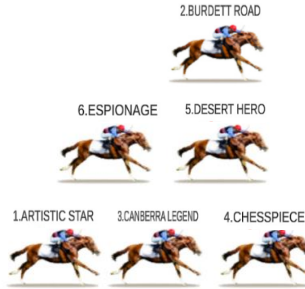 2.BURDETT ROAD
6.ESPIONAGE
5.DESERT HERO
1.ARTISTIC STAR
3.CANBERRA LEGEND
4.CHESSPIECE